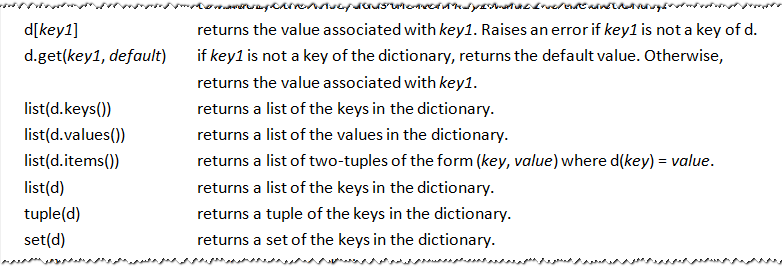 d[key1] returns the value associated with key1. Raises an error if key1 is not a key of d.
d.get(key1, default) if key1 is not a key of the dictionary, returns the default value. Otherwise,
returns the value associated with key1.
list(d.keys()) returns a list of the keys in the dictionary.
list(d.values()) returns a list of the values in the dictionary.
list(d.items()) returns a list of two-tuples of the form (key, value) where d(key) = value.
list(d) returns a list of the keys in the dictionary.
tuple(d) returns a tuple of the keys in the dictionary.
set(d) returns a set of the keys in the dictionary.